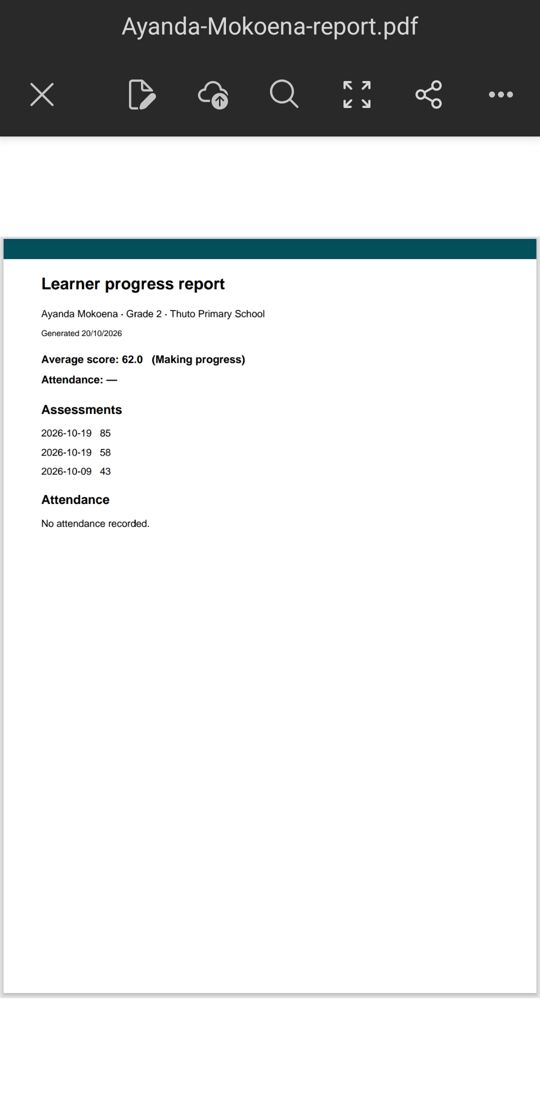 Ayanda-Mokoena-report.pdf
Learner progress report
Ayanda Mokoena · Grade 2 · Thuto Primary School
Generated 20/10/2026
Average score: 62.0 (Making progress)
Attendance: —
Assessments
2026-10-19 85
2026-10-19 58
2026-10-09 43
Attendance
No attendance recorded.